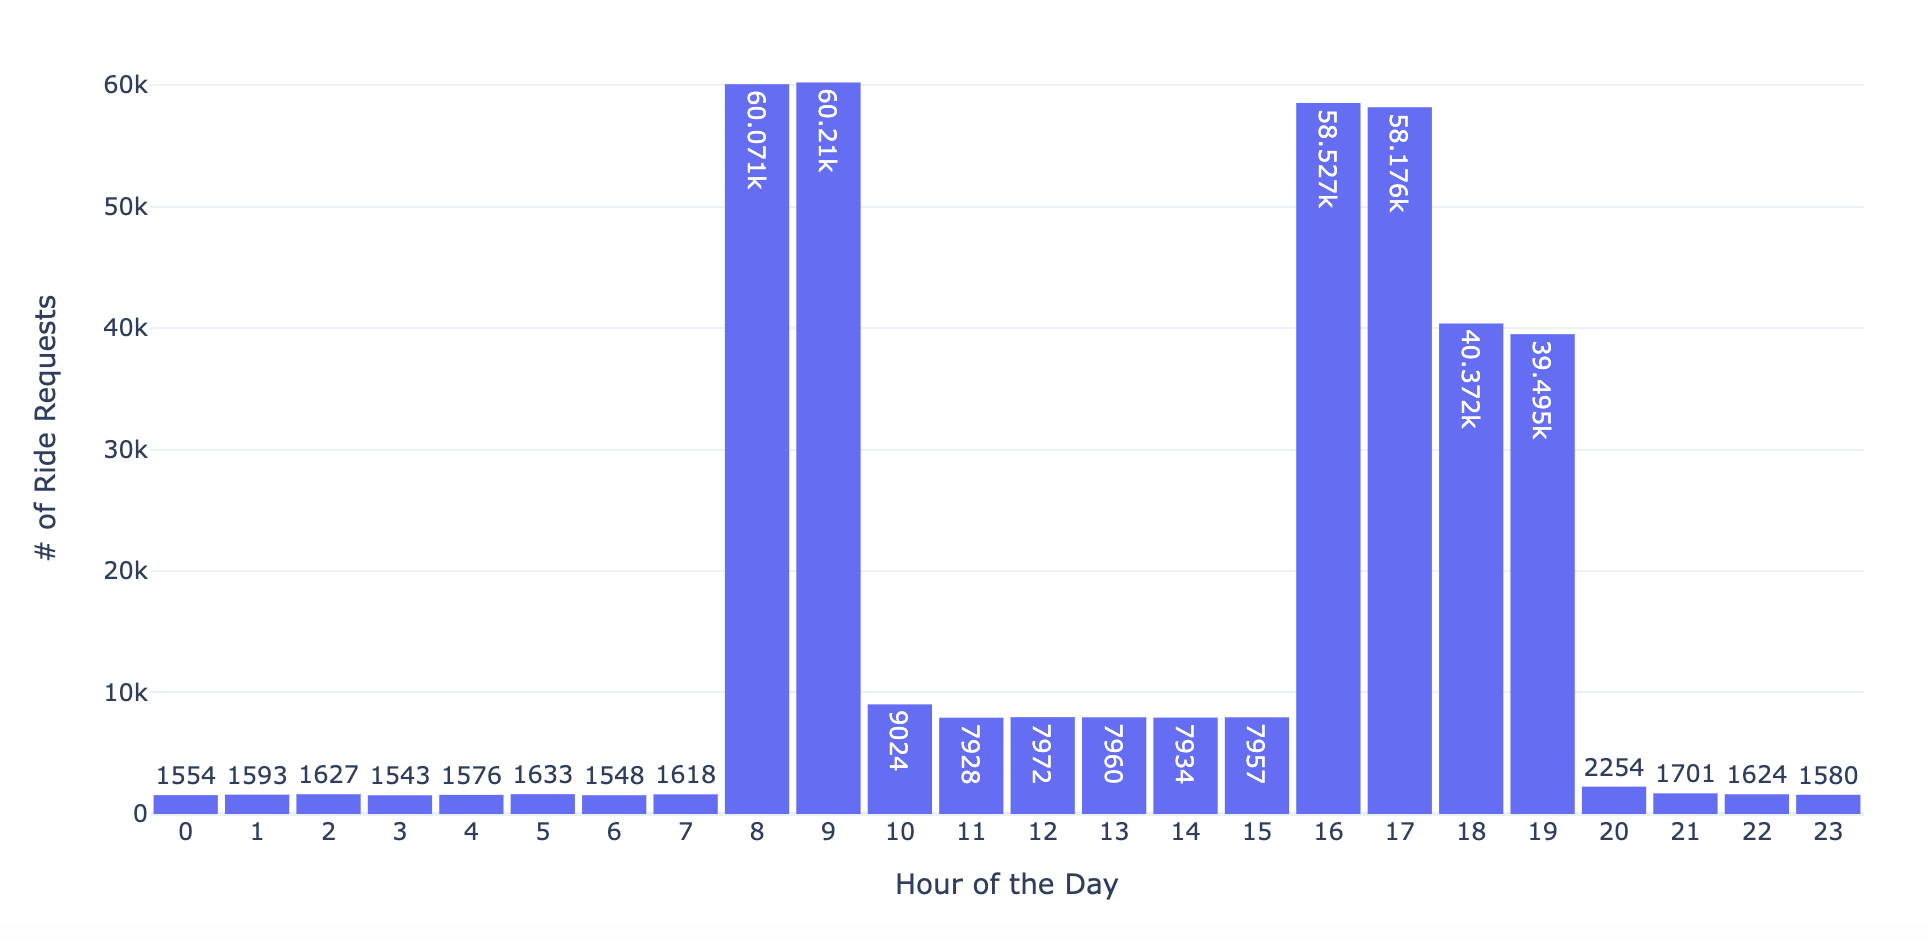 # of Ride Requests
60k
50k
40k
30k
20k
10k
0
1554
1593
1627
1543
1576
1633
1548
1618
60.071k
60.21k
9024
7928
7972
7960
7934
7957
58.527k
58.176k
40.372k
39.495k
2254
1701
1624
1580
0 1 2 3 4 5 6 7 8 9 10 11 12 13 14 15 16 17 18 19 20 21 22 23
Hour of the Day